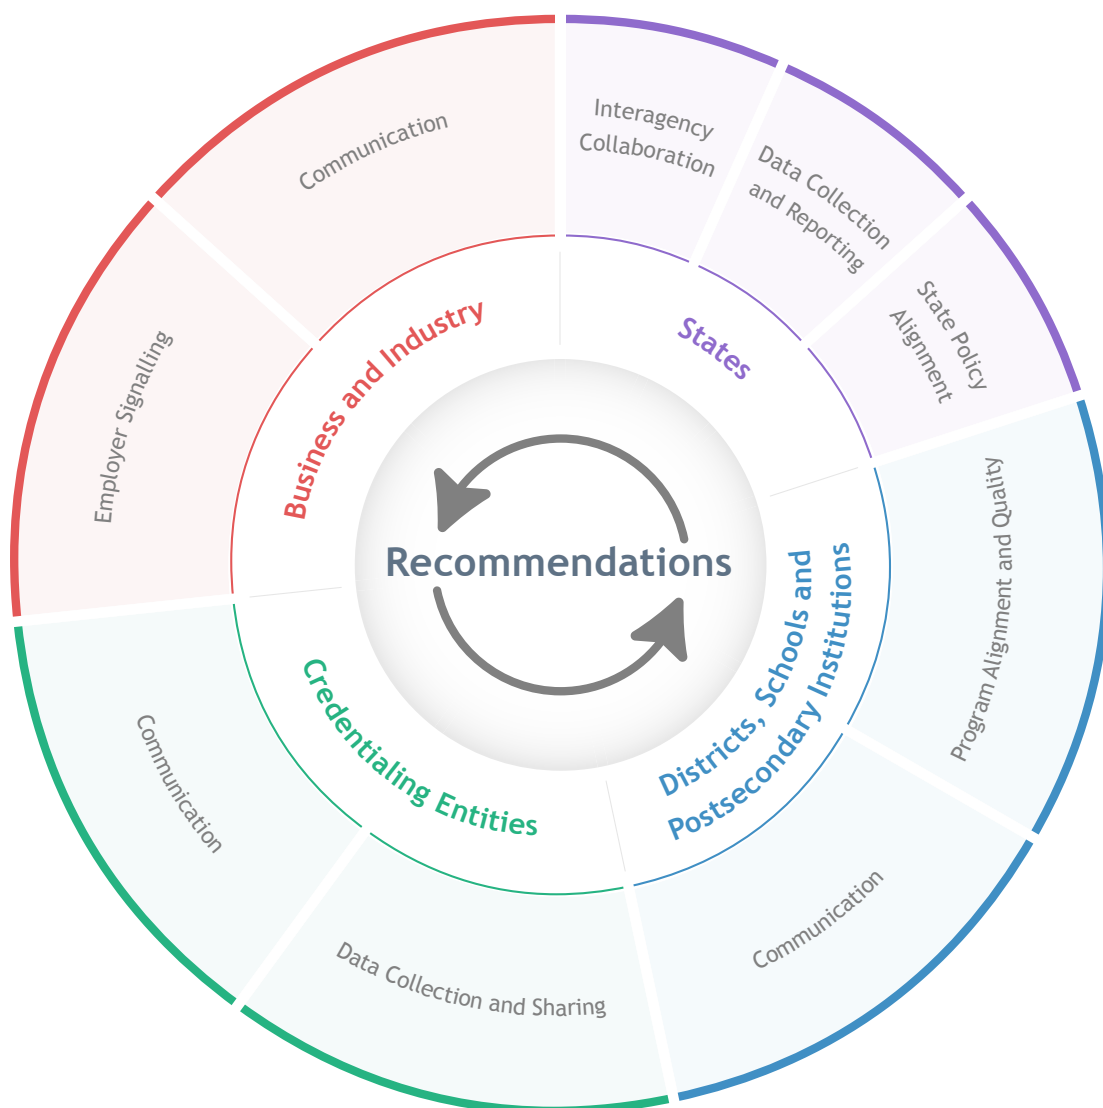 Recommendations
States
Interagency
Collaboration
Data Collection
and Reporting
State Policy
Alignment
Districts, Schools and
Postsecondary Institutions
Program Alignment and Quality
Communication
Credentialing Entities
Data Collection and Sharing
Communication
Business and Industry
Employer Signalling
Communication